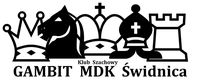 Klub Szachowy
GAMBIT MDK Świdnica